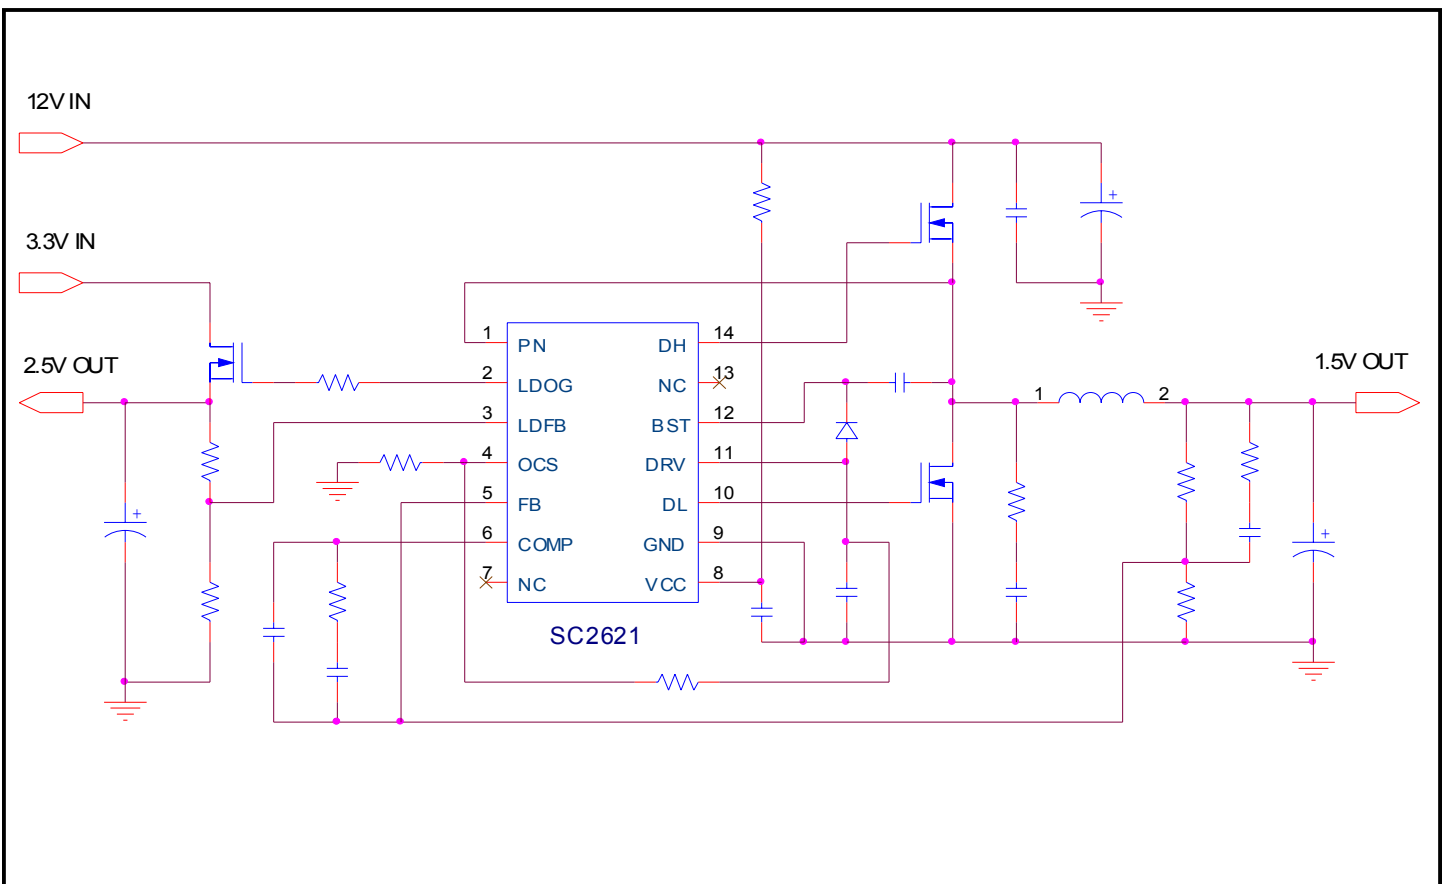 12V IN
3.3V IN
2.5V OUT
1.5V OUT
1 PN
2 LDOG
3 LDFB
4 OCS
5 FB
6 COMP
7 NC
DH 14
NC 13
BST 12
DRV 11
DL 10
GND 9
VCC 8
1 2
+
+
+
SC2621